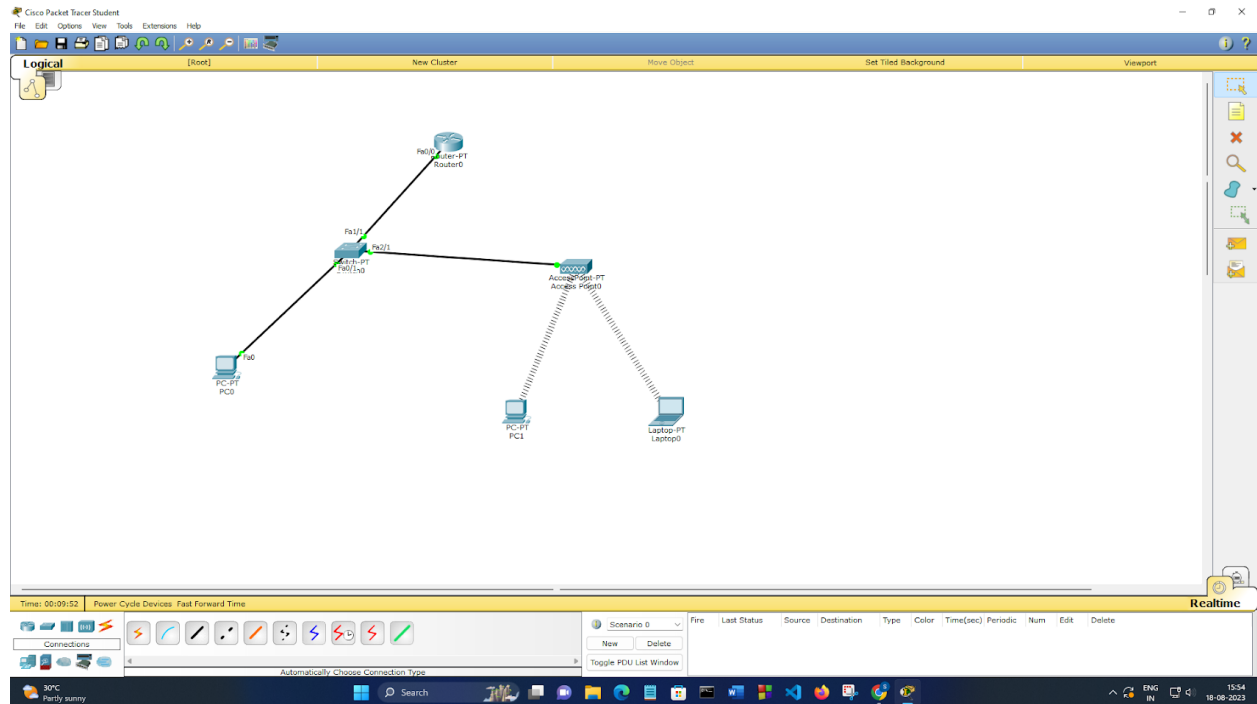 Cisco Packet Tracer Student
File Edit Options View Tools Extensions Help
Logical [Root] New Cluster Move Object Set Tiled Background Viewport
Fa0/0
Router-PT
Router0
Fa1/1
Fa2/1
Switch-PT
Fa0/1
AccessPoint-PT
Access Point0
Fa0
PC-PT
PC0
PC-PT
PC1
Laptop-PT
Laptop0
Time: 00:09:52 Power Cycle Devices Fast Forward Time Realtime
Scenario 0 Fire Last Status Source Destination Type Color Time(sec) Periodic Num Edit Delete
Connections New Delete
Toggle PDU List Window
Automatically Choose Connection Type
30°C
Partly sunny
Search
ENG
IN
15:54
18-08-2023